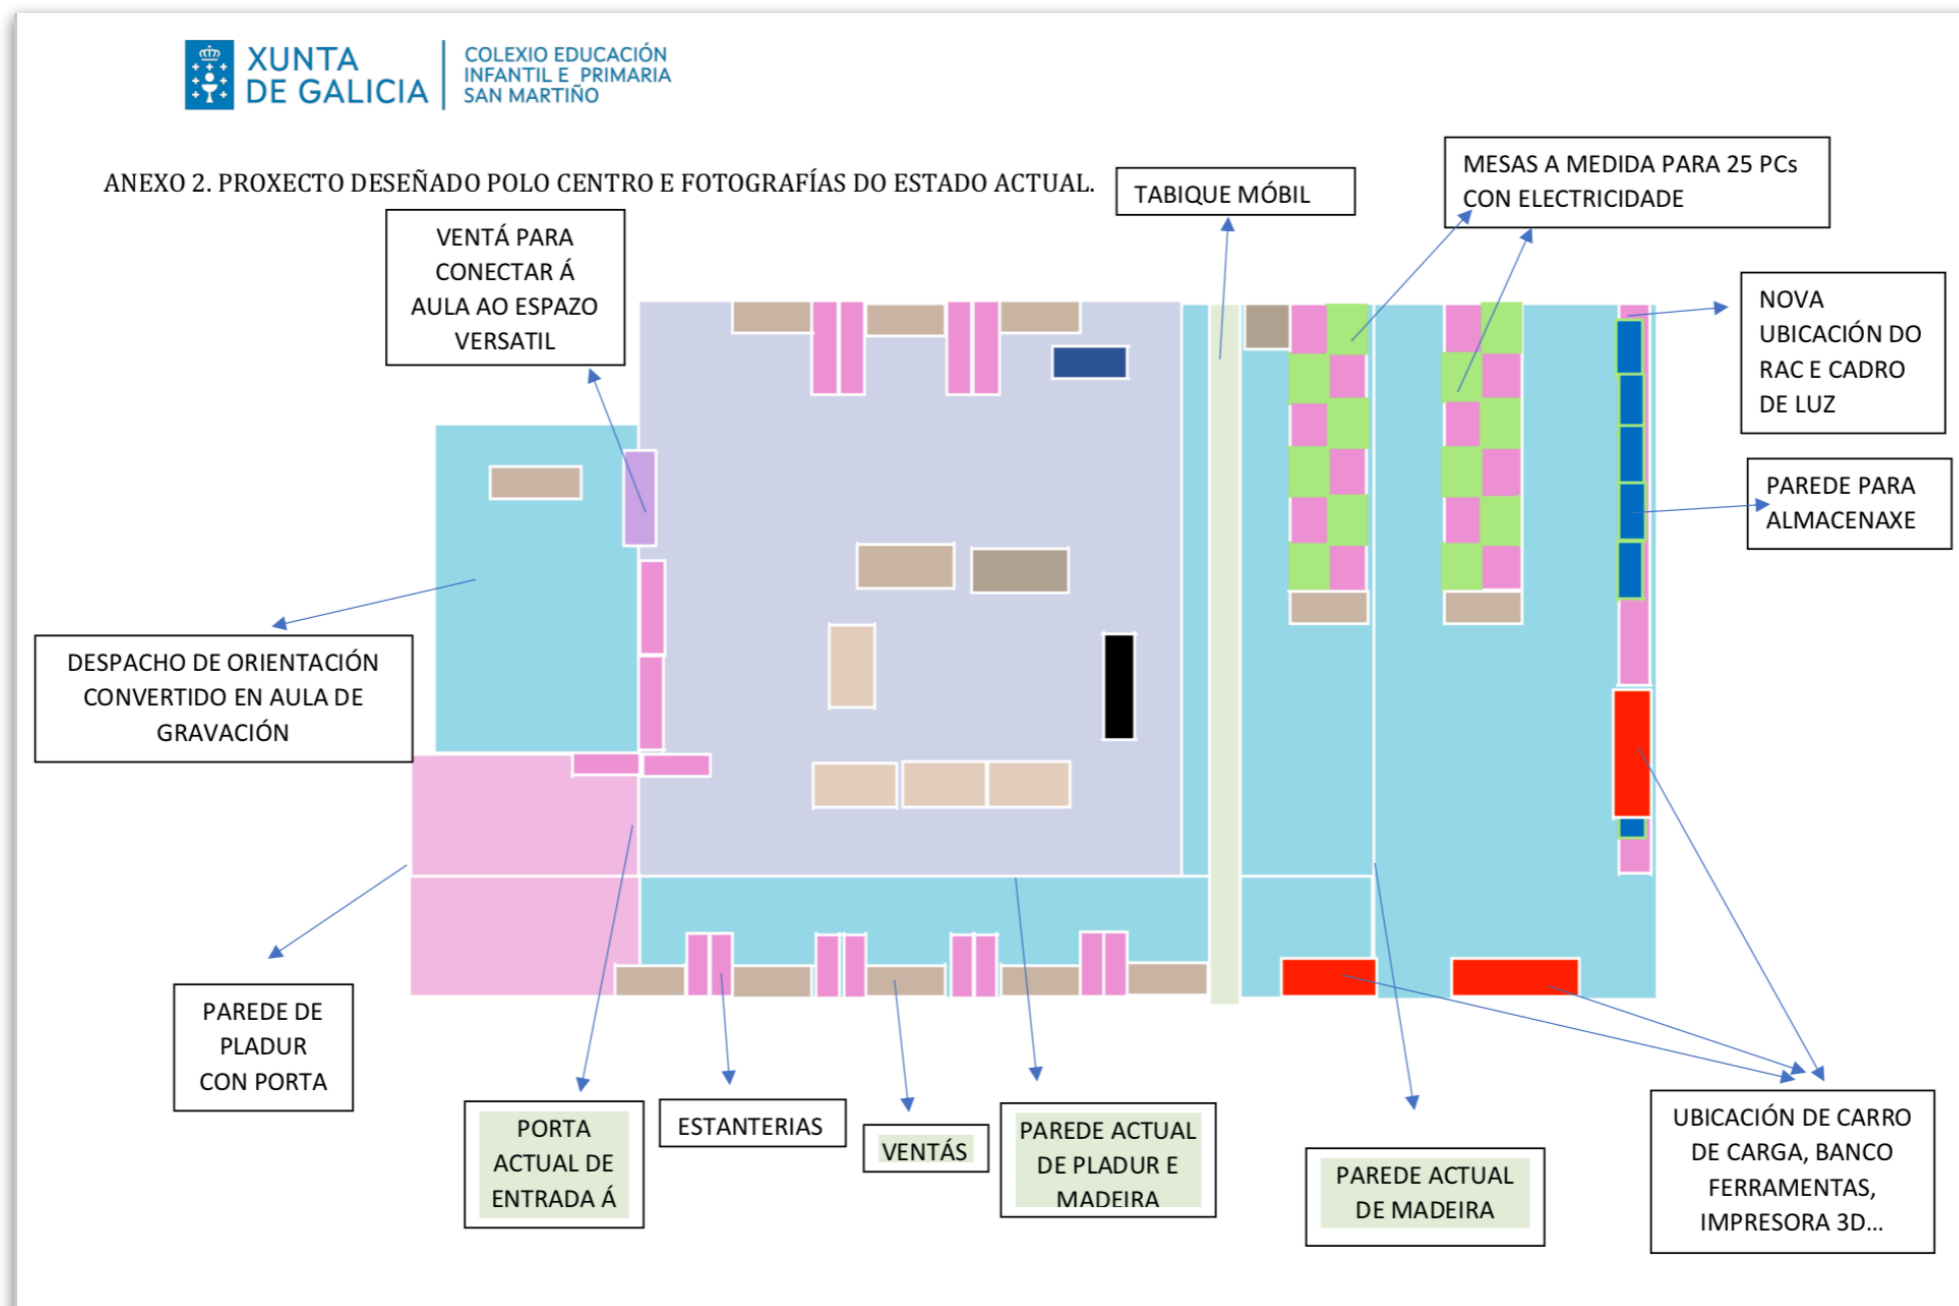 XUNTA
DE GALICIA
COLEXIO EDUCACIÓN
INFANTIL E PRIMARIA
SAN MARTIÑO
ANEXO 2. PROXECTO DESEÑADO POLO CENTRO E FOTOGRAFÍAS DO ESTADO ACTUAL.
TABIQUE MÓBIL
MESAS A MEDIDA PARA 25 PCs
CON ELECTRICIDADE
VENTÁ PARA
CONECTAR Á
AULA AO ESPAZO
VERSATIL
NOVA
UBICACIÓN DO
RAC E CADRO
DE LUZ
PAREDE PARA
ALMACENAXE
DESPACHO DE ORIENTACIÓN
CONVERTIDO EN AULA DE
GRAVACIÓN
PAREDE DE
PLADUR
CON PORTA
PORTA
ACTUAL DE
ENTRADA Á
ESTANTERIAS
VENTÁS
PAREDE ACTUAL
DE PLADUR E
MADEIRA
PAREDE ACTUAL
DE MADEIRA
UBICACIÓN DE CARRO
DE CARGA, BANCO
FERRAMENTAS,
IMPRESORA 3D...